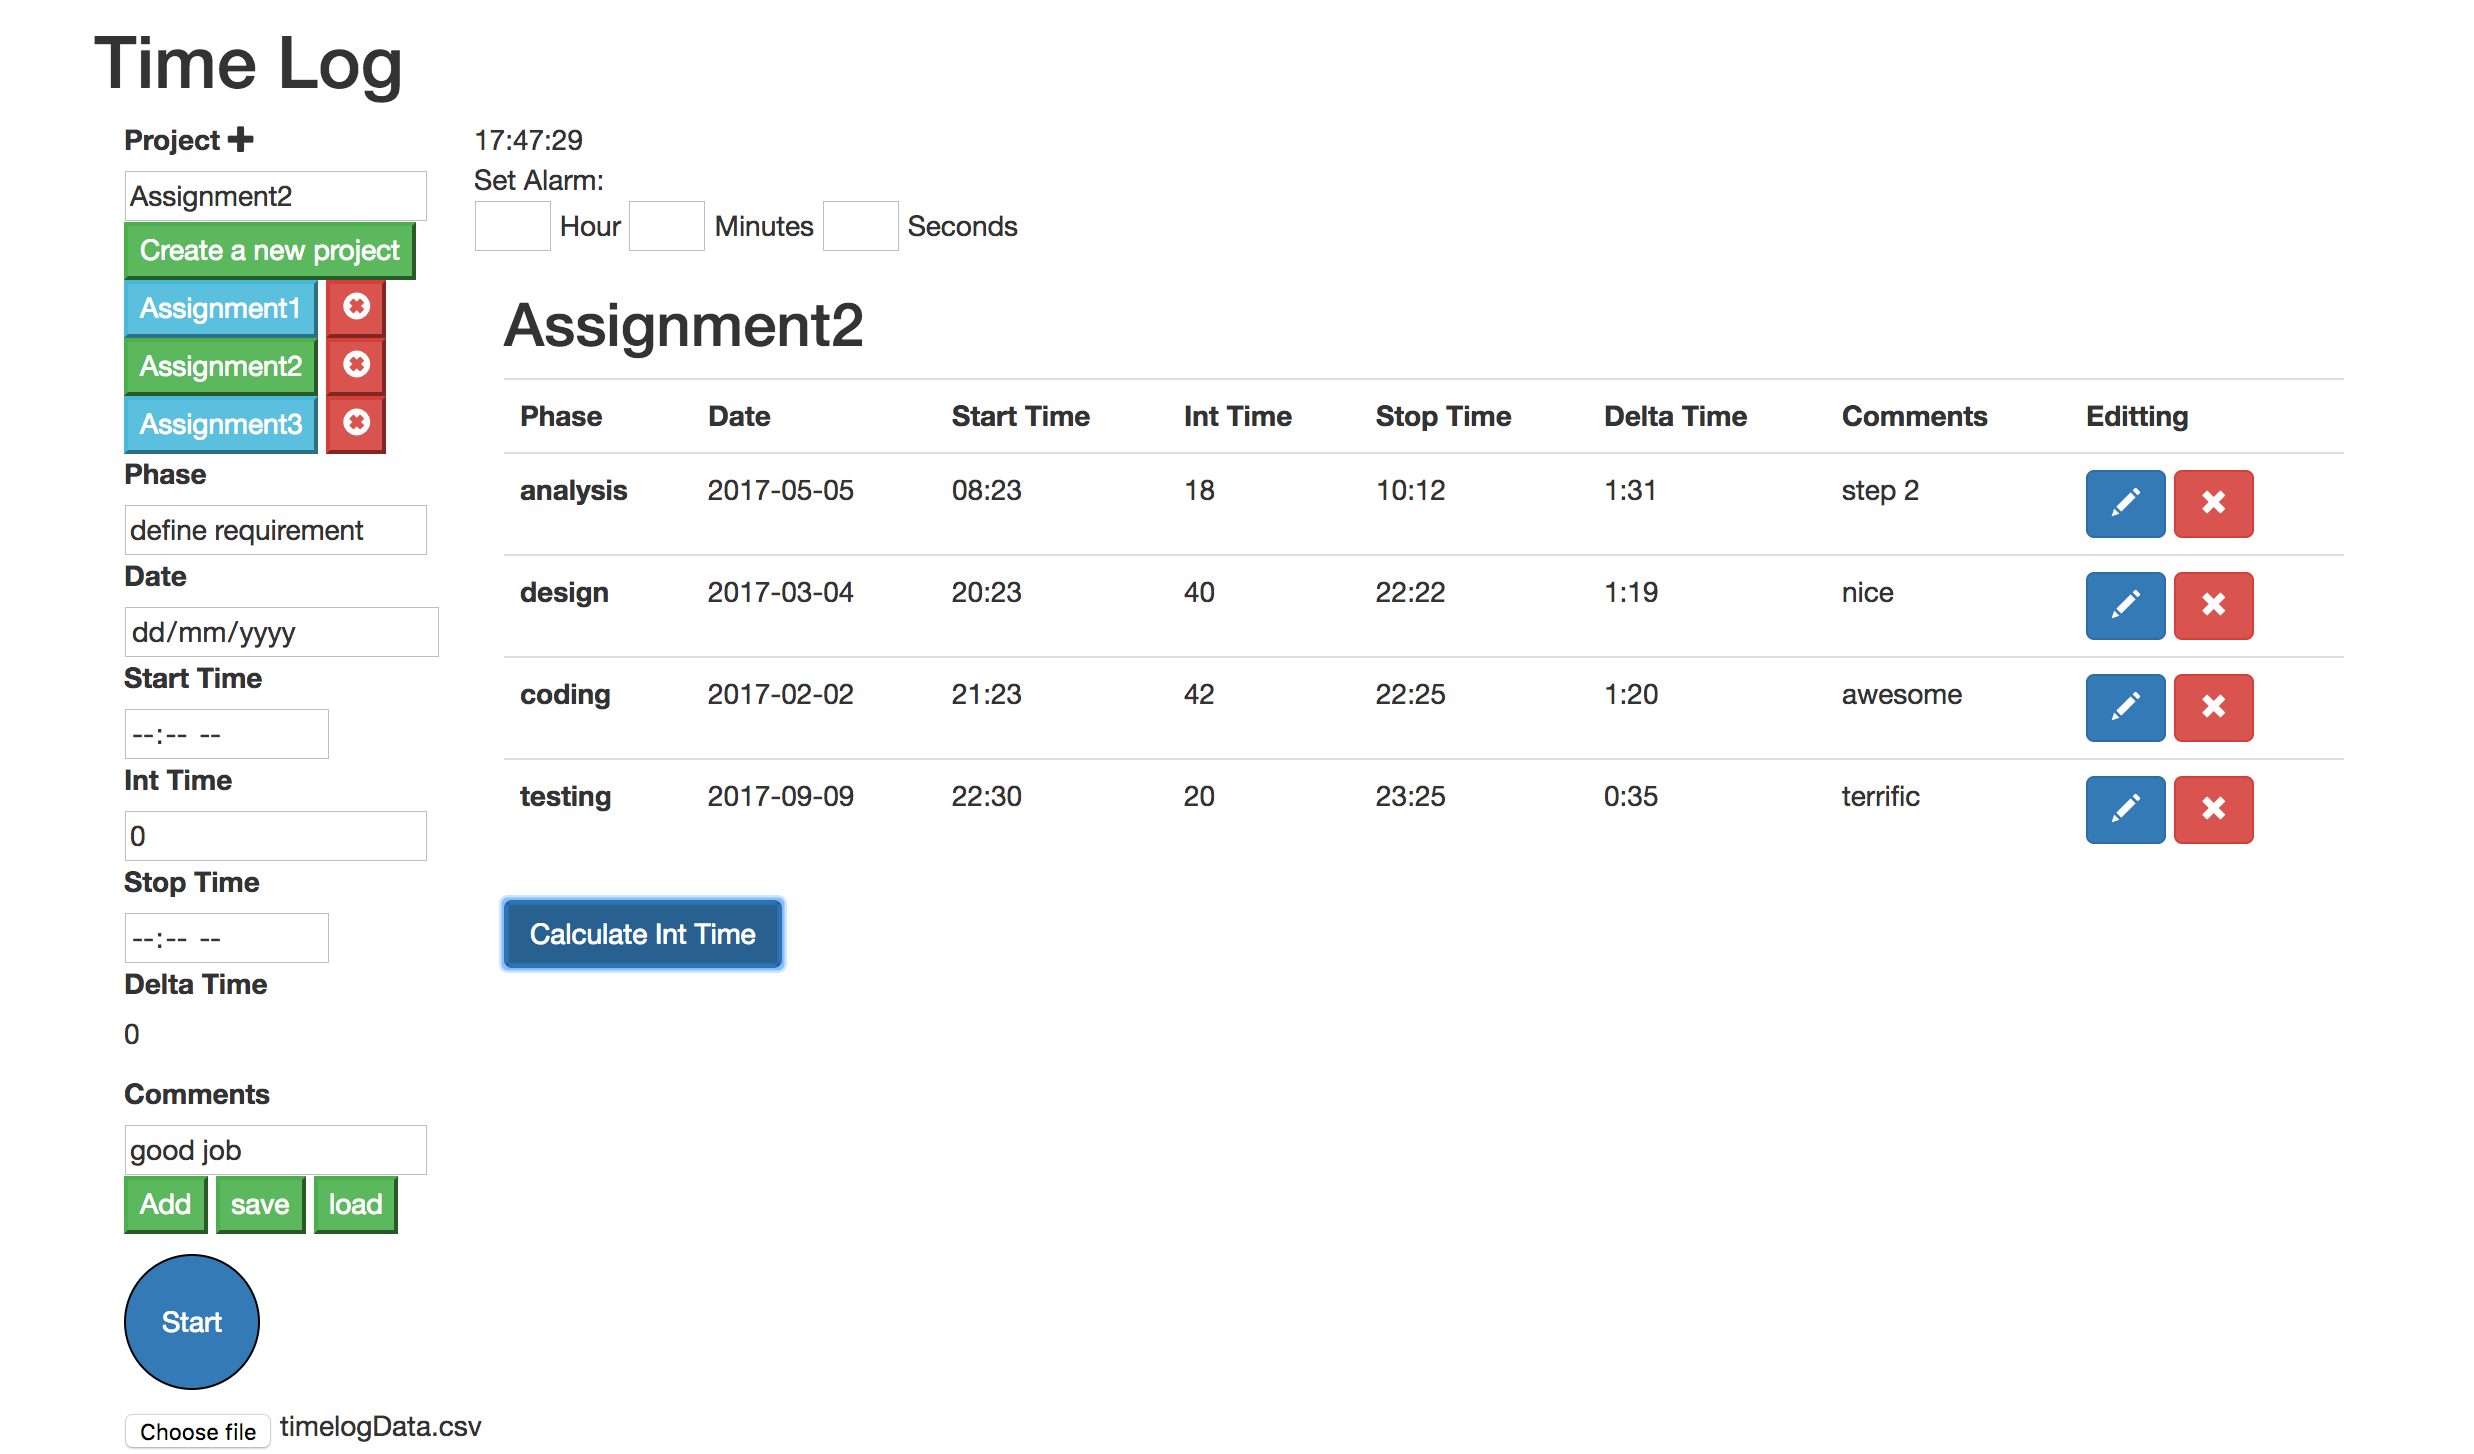 Time Log
Project
Assignment2
Create a new project
Assignment1
Assignment2
Assignment3
Phase
define requirement
Date
dd/mm/yyyy
Start Time
--:-- --
Int Time
0
Stop Time
--:-- --
Delta Time
0
Comments
good job
Add save load
Start
Choose file timelogData.csv
17:47:29
Set Alarm:
Hour Minutes Seconds
Assignment2
Phase Date Start Time Int Time Stop Time Delta Time Comments Editting
analysis 2017-05-05 08:23 18 10:12 1:31 step 2
design 2017-03-04 20:23 40 22:22 1:19 nice
coding 2017-02-02 21:23 42 22:25 1:20 awesome
testing 2017-09-09 22:30 20 23:25 0:35 terrific
Calculate Int Time